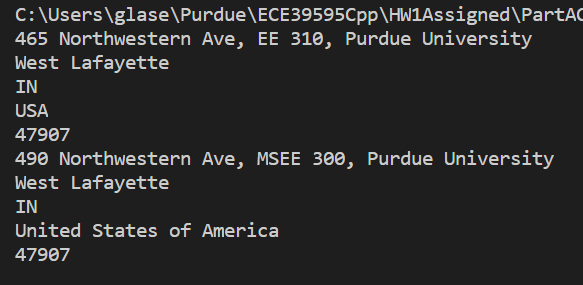 C:\Users\glase\Purdue\ECE39595Cpp\HW1Assigned\PartAC
465 Northwestern Ave, EE 310, Purdue University
West Lafayette
IN
USA
47907
490 Northwestern Ave, MSEE 300, Purdue University
West Lafayette
IN
United States of America
47907